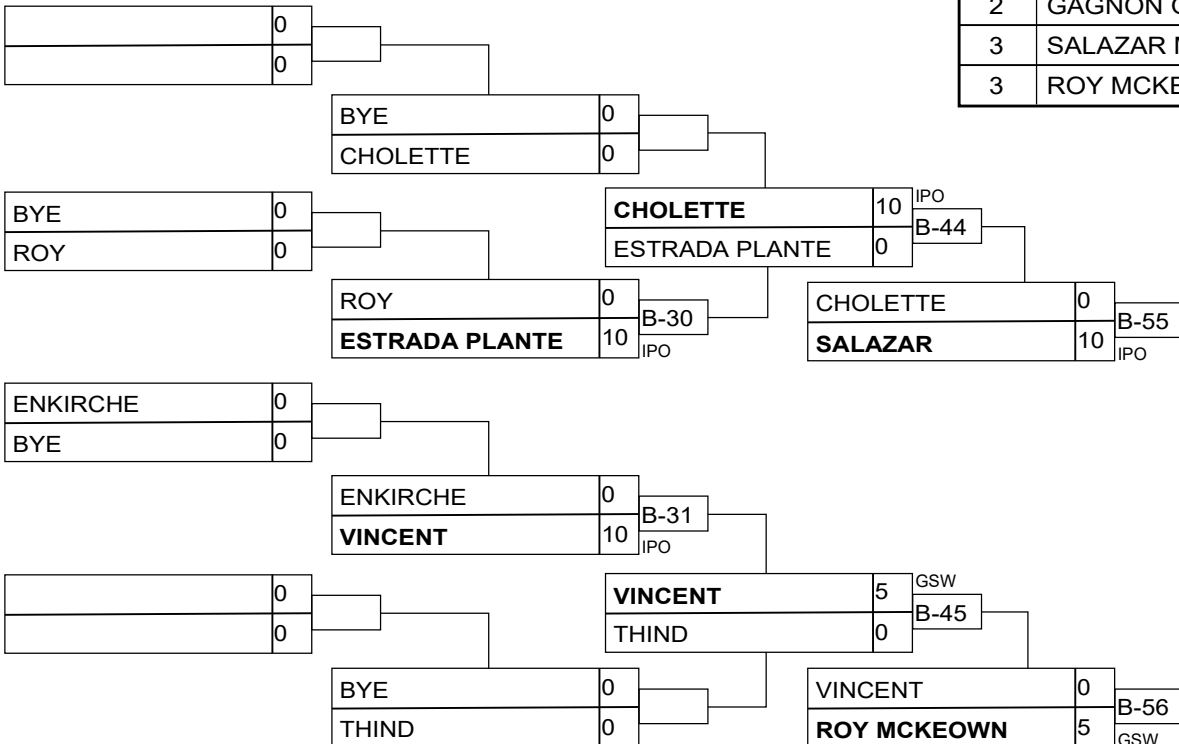 0
0
2 GAGNON
3 SALAZAR
3 ROY
BYE 0
CHOLETTE 0
BYE 0
ROY 0
CHOLETTE 10 IPO
ESTRADA PLANTE 0
B-44
ROY 0
ESTRADA PLANTE 10
B-30
IPO
CHOLETTE 0
SALAZAR 10
B-55
IPO
ENKIRCHE 0
BYE 0
ENKIRCHE 0
VINCENT 10
B-31
IPO
0
0
VINCENT 5 GSW
THIND 0
B-45
BYE 0
THIND 0
VINCENT 0
ROY MCKEOWN 5
B-56
GSW